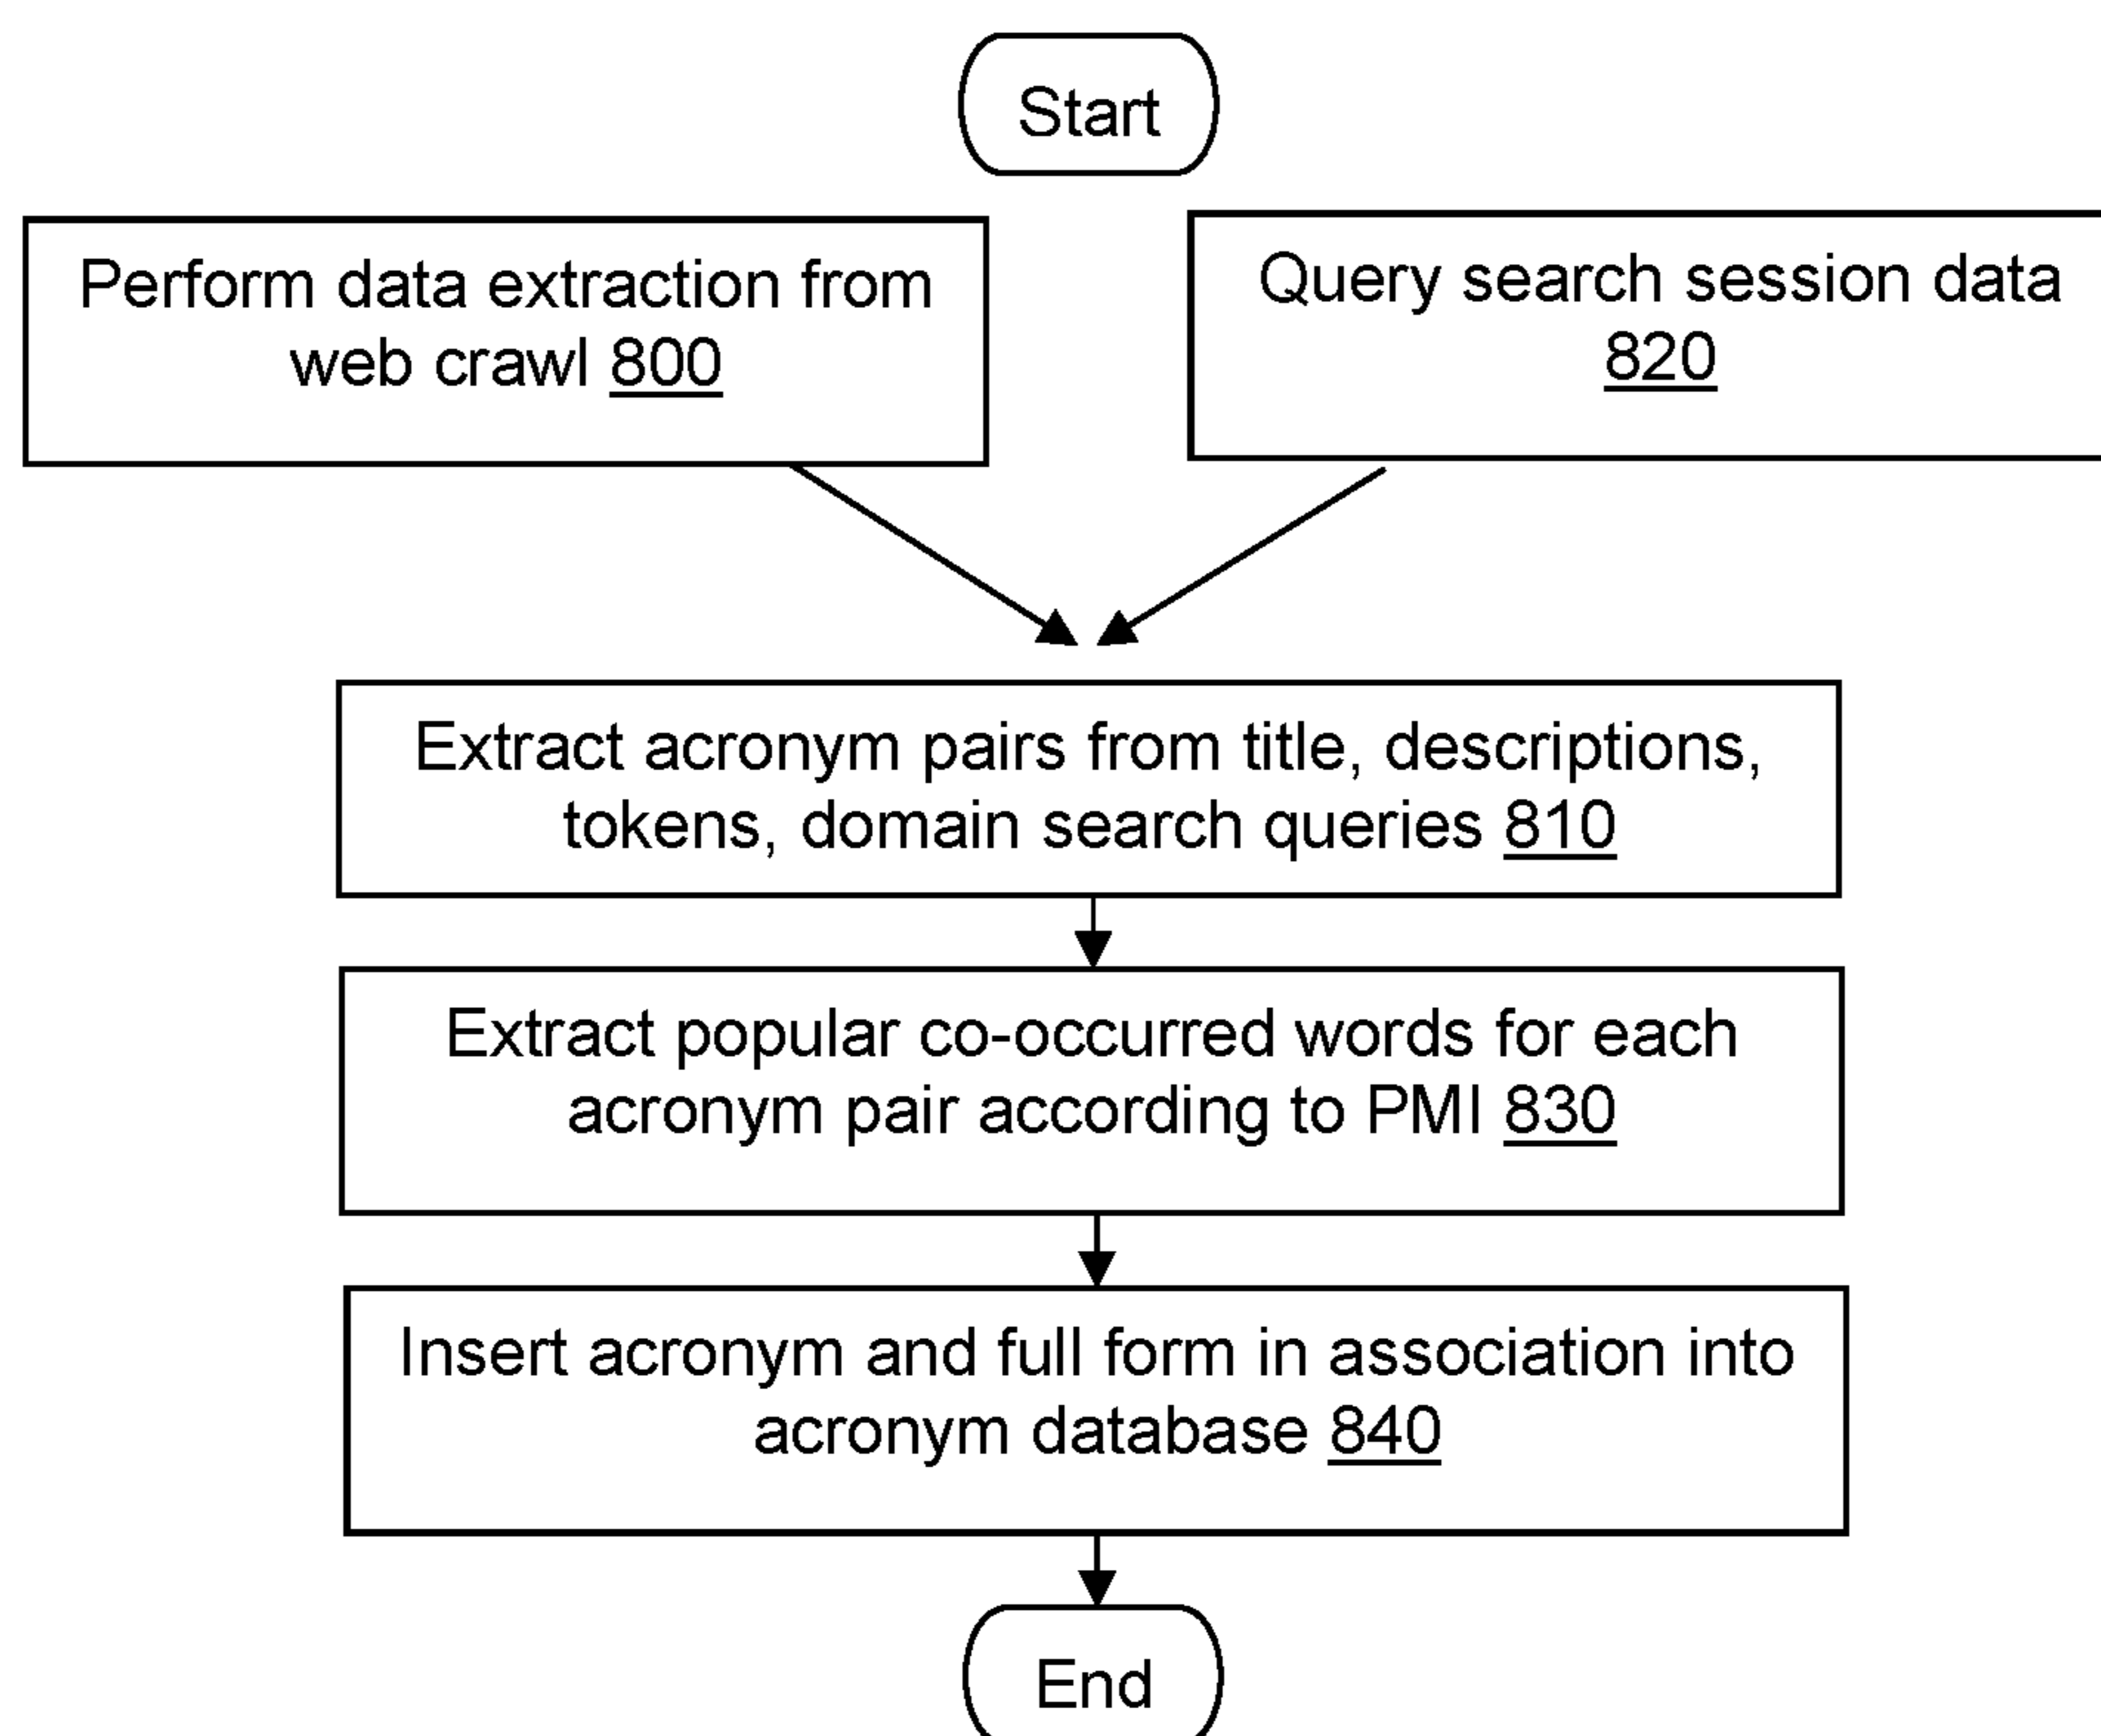 Start
Perform data extraction from
web crawl 800
Query search session data
820
Extract acronym pairs from title, descriptions,
tokens, domain search queries 810
Extract popular co-occurred words for each
acronym pair according to PMI 830
Insert acronym and full form in association into
acronym database 840
End